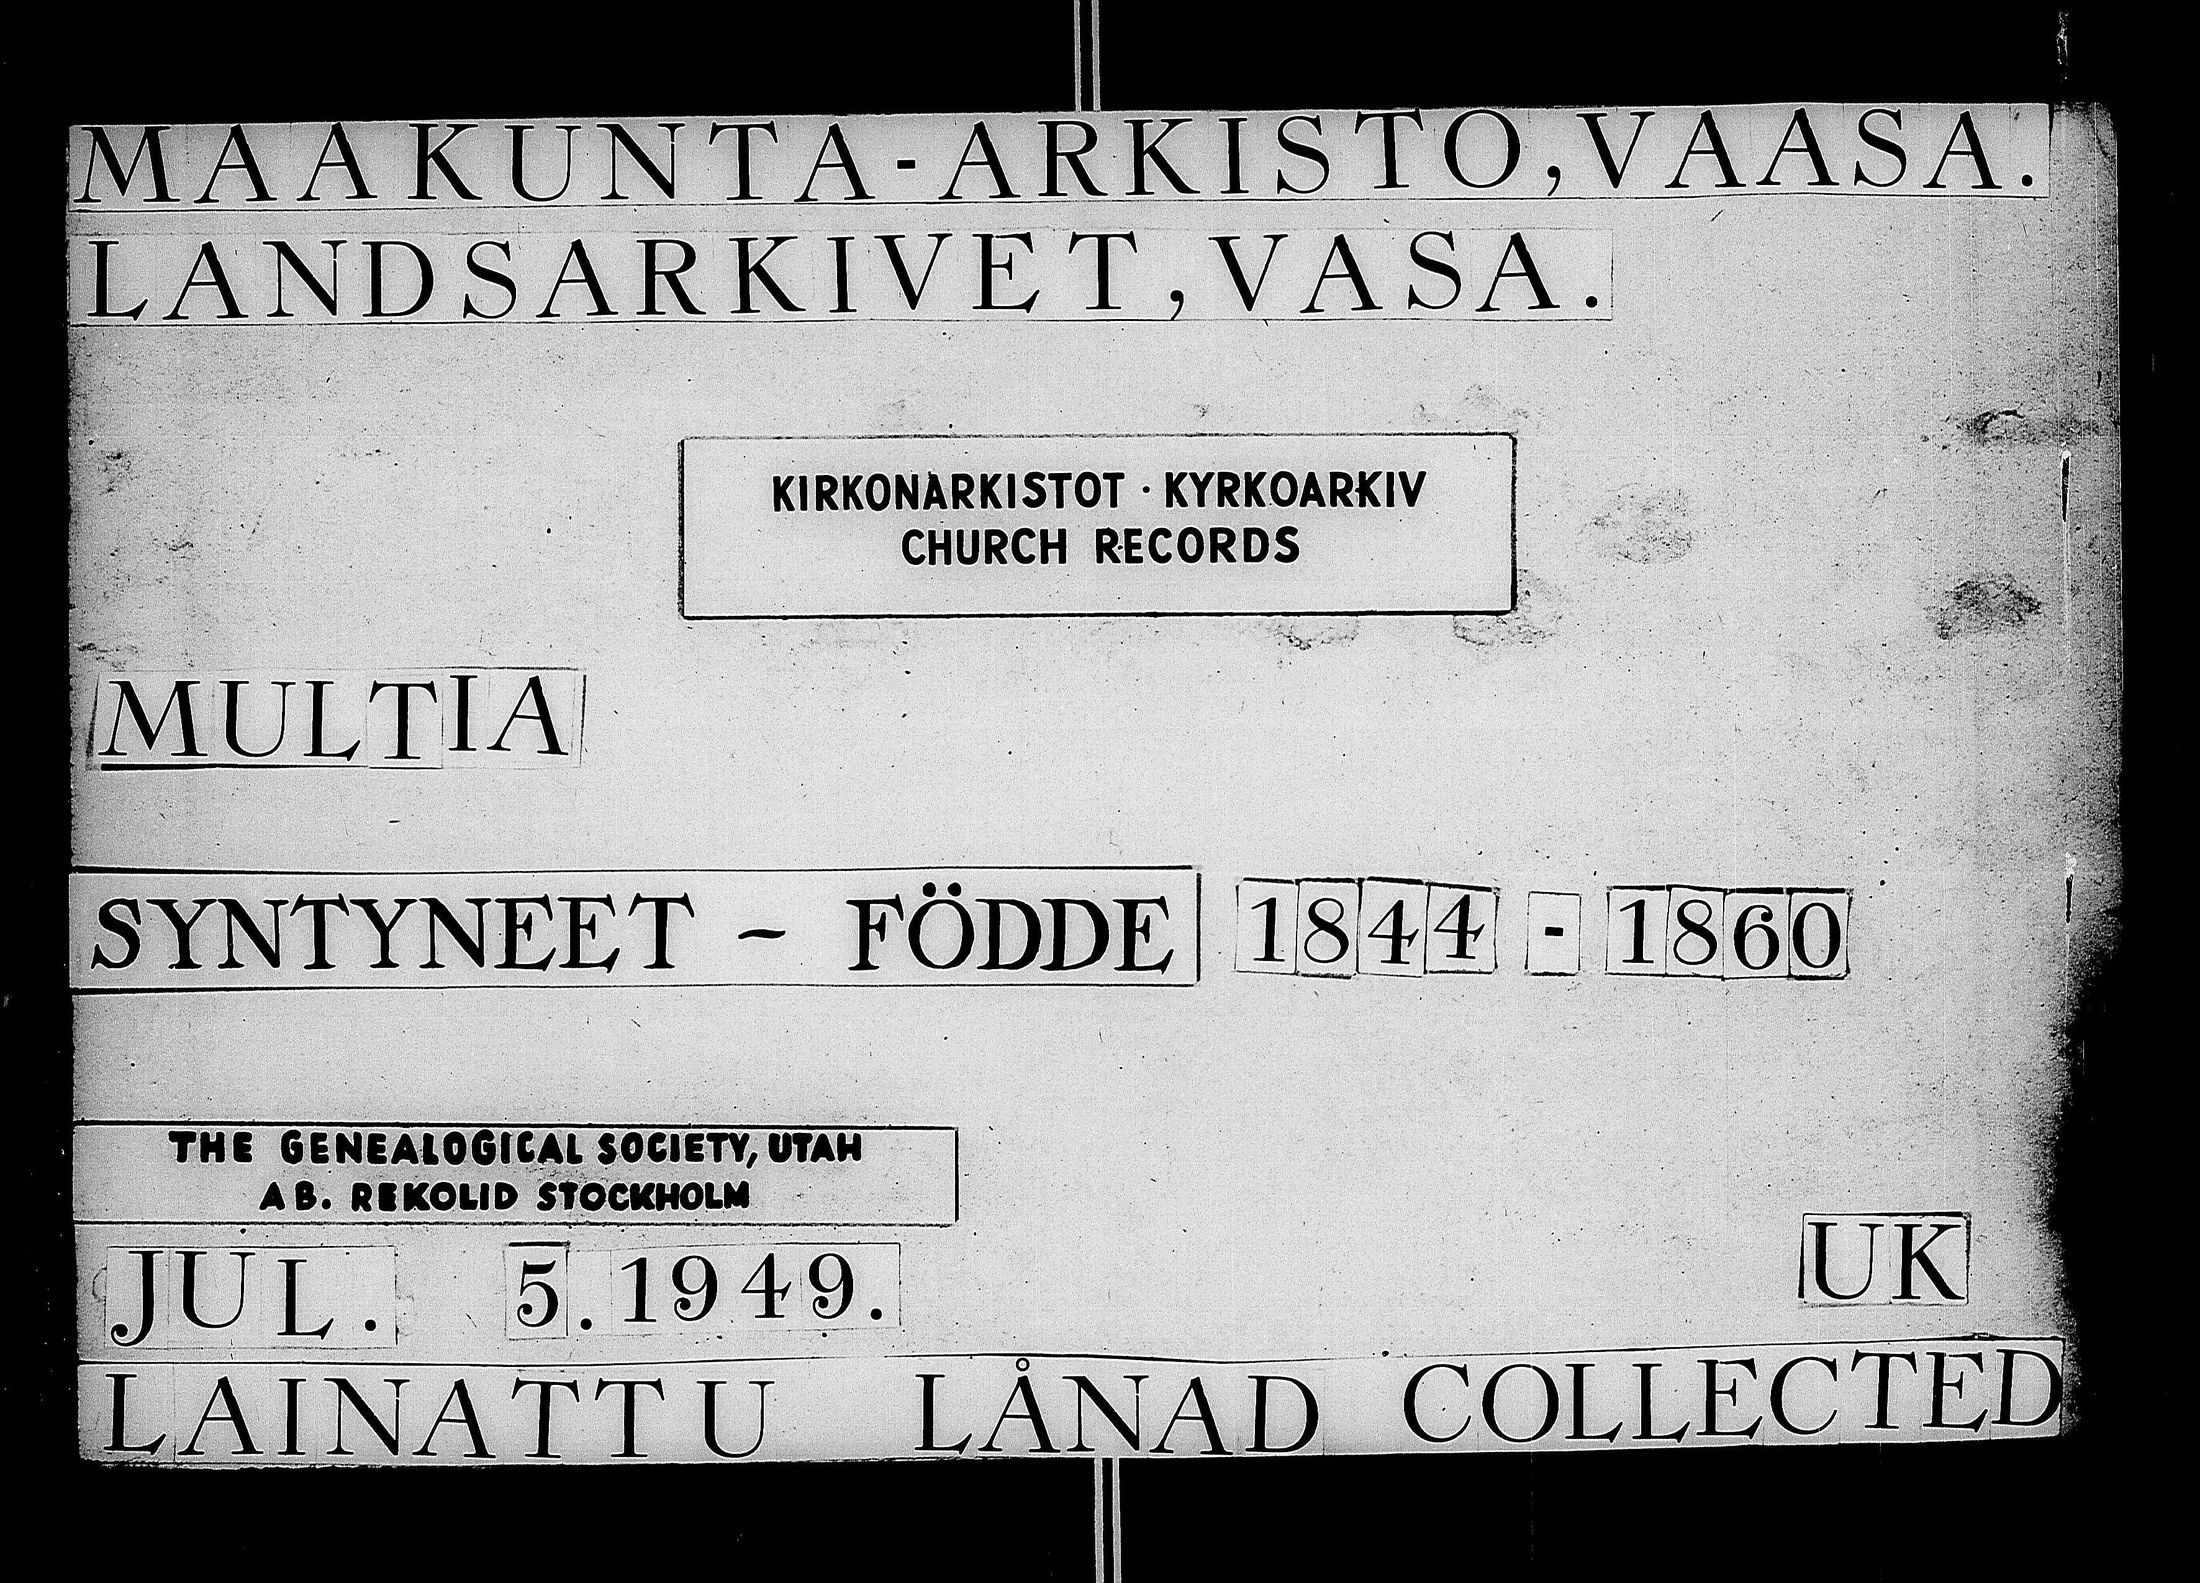 MAAKUNTA-ARKISTO, VAASA.
LANDSARKIVET, VASA.
KIRKONARKISTOT · KYRKOARKIV
CHURCH RECORDS
MULTIA
SYNTYNEET - FÖDDE 1844 - 1860
THE GENEALOGICAL SOCIETY, UTAH
AB. REKOLID STOCKHOLM
UK
JUL. 5. 1949.
LAINATTU LÅNAD COLLECTED